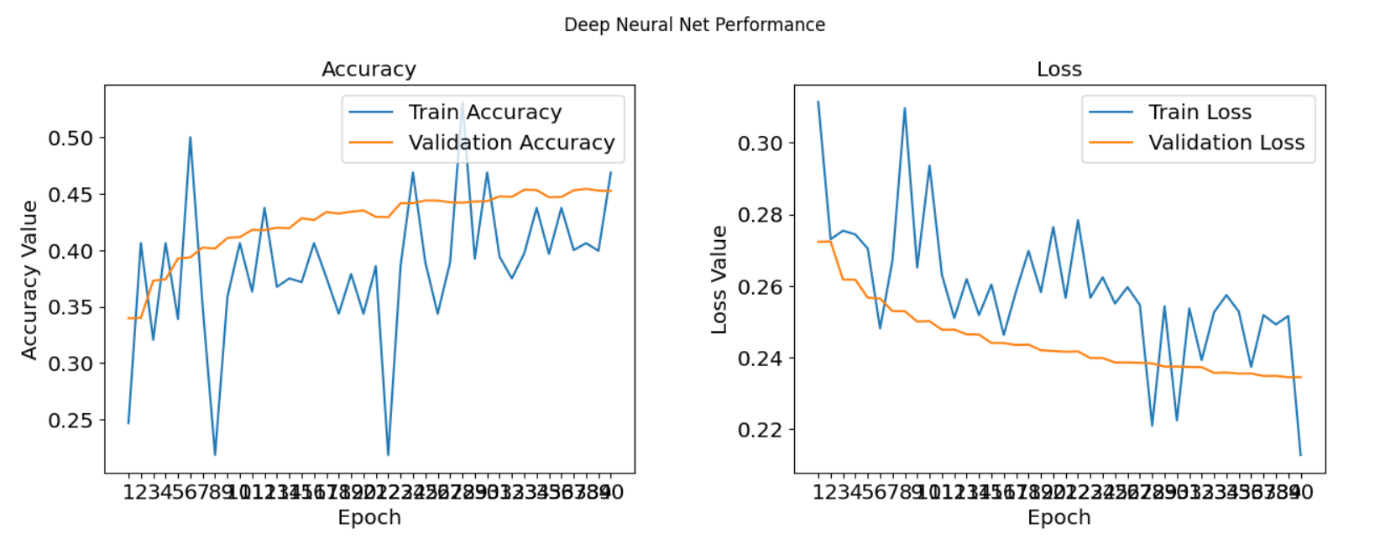 Deep Neural Net Performance
Accuracy
Train Accuracy
Validation Accuracy
0.50
0.45
0.40
0.35
0.30
0.25
Accuracy Value
Epoch
Loss
Train Loss
Validation Loss
0.30
0.28
0.26
0.24
0.22
Loss Value
Epoch